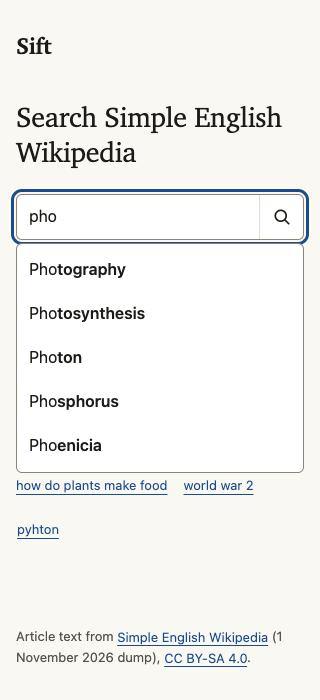 Sift
Search Simple English
Wikipedia
pho
Photography
Photosynthesis
Photon
Phosphorus
Phoenicia
how do plants make food world war 2
pyhton
Article text from Simple English Wikipedia (1
November 2026 dump), CC BY-SA 4.0.